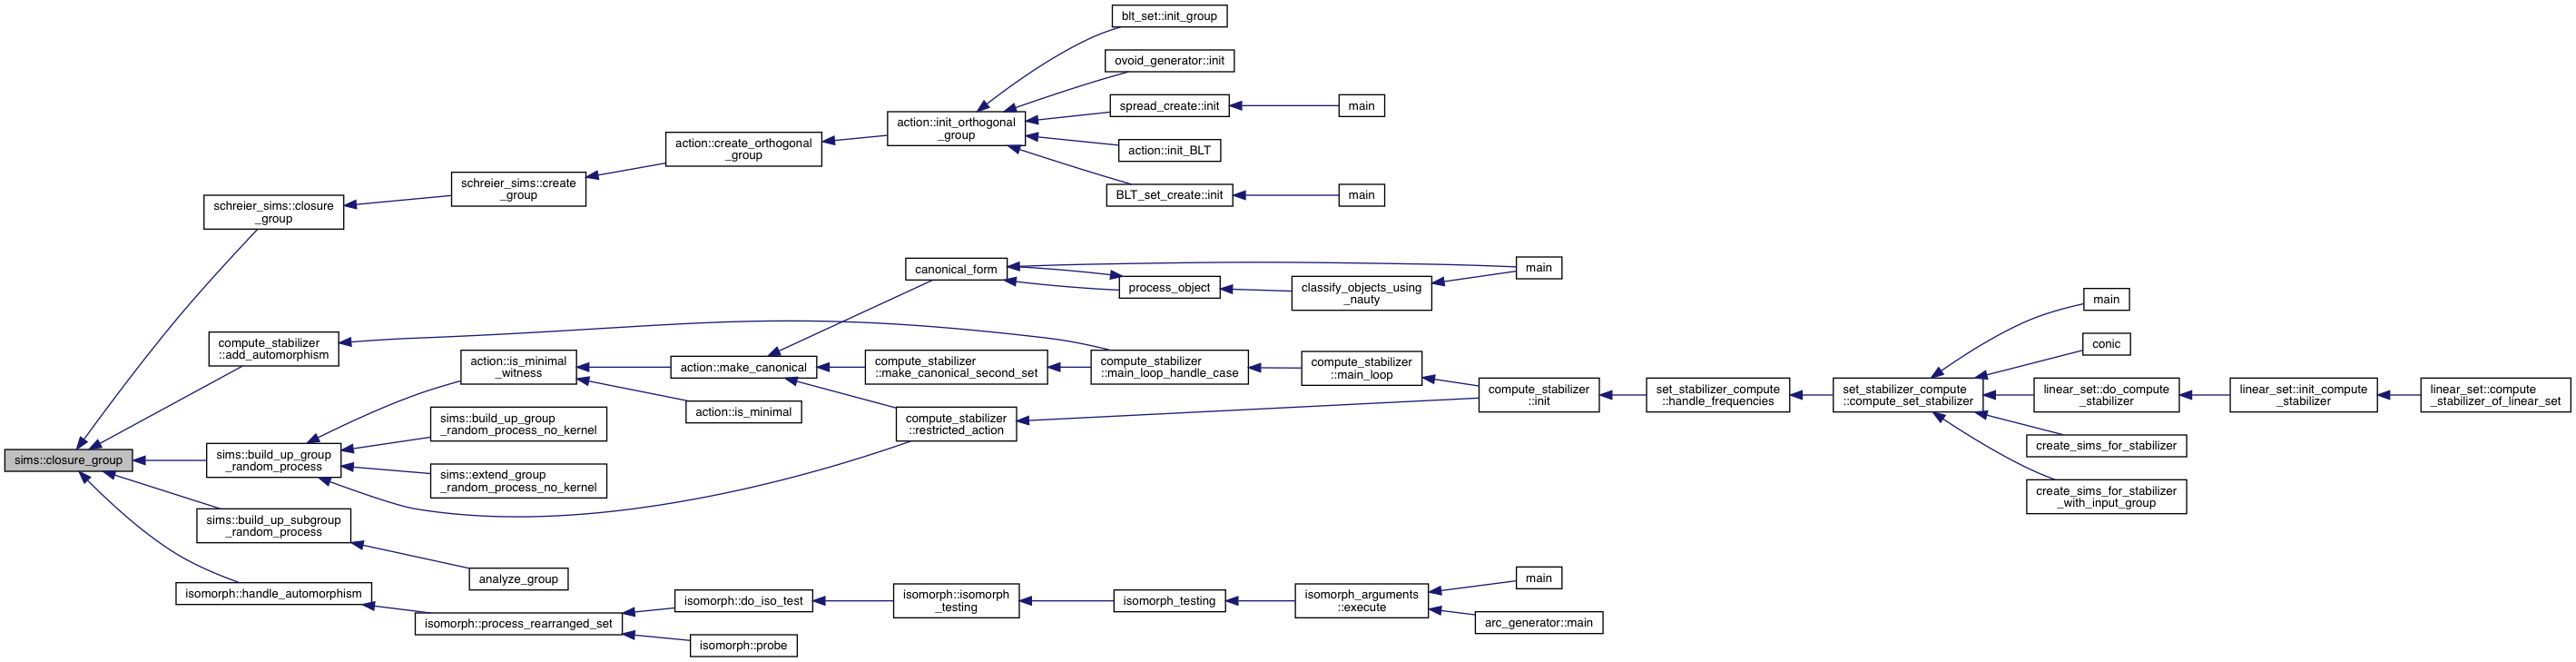 blt_set::init_group
ovoid_generator::init
spread_create::init
main
action::init_orthogonal
_group
action::create_orthogonal
_group
action::init_BLT
schreier_sims::create
_group
BLT_set_create::init
main
schreier_sims::closure
_group
canonical_form
main
process_object
classify_objects_using
_nauty
main
compute_stabilizer
::add_automorphism
conic
action::is_minimal
_witness
action::make_canonical
compute_stabilizer
::make_canonical_second_set
compute_stabilizer
::main_loop_handle_case
compute_stabilizer
::main_loop
compute_stabilizer
::init
set_stabilizer_compute
::handle_frequencies
set_stabilizer_compute
::compute_set_stabilizer
linear_set::do_compute
_stabilizer
linear_set::init_compute
_stabilizer
linear_set::compute
_stabilizer_of_linear_set
action::is_minimal
sims::build_up_group
_random_process_no_kernel
compute_stabilizer
::restricted_action
create_sims_for_stabilizer
sims::closure_group
sims::build_up_group
_random_process
sims::extend_group
_random_process_no_kernel
create_sims_for_stabilizer
_with_input_group
sims::build_up_subgroup
_random_process
analyze_group
main
isomorph::handle_automorphism
isomorph::do_iso_test
isomorph::isomorph
_testing
isomorph_testing
isomorph_arguments
::execute
isomorph::process_rearranged_set
arc_generator::main
isomorph::probe